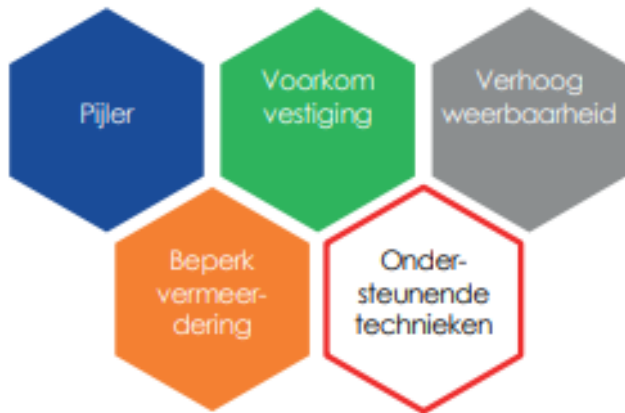 Pijler
Voorkom
vestiging
Verhoog
weerbaarheid
Beperk
vermeer-
dering
Onder-
steunende
technieken